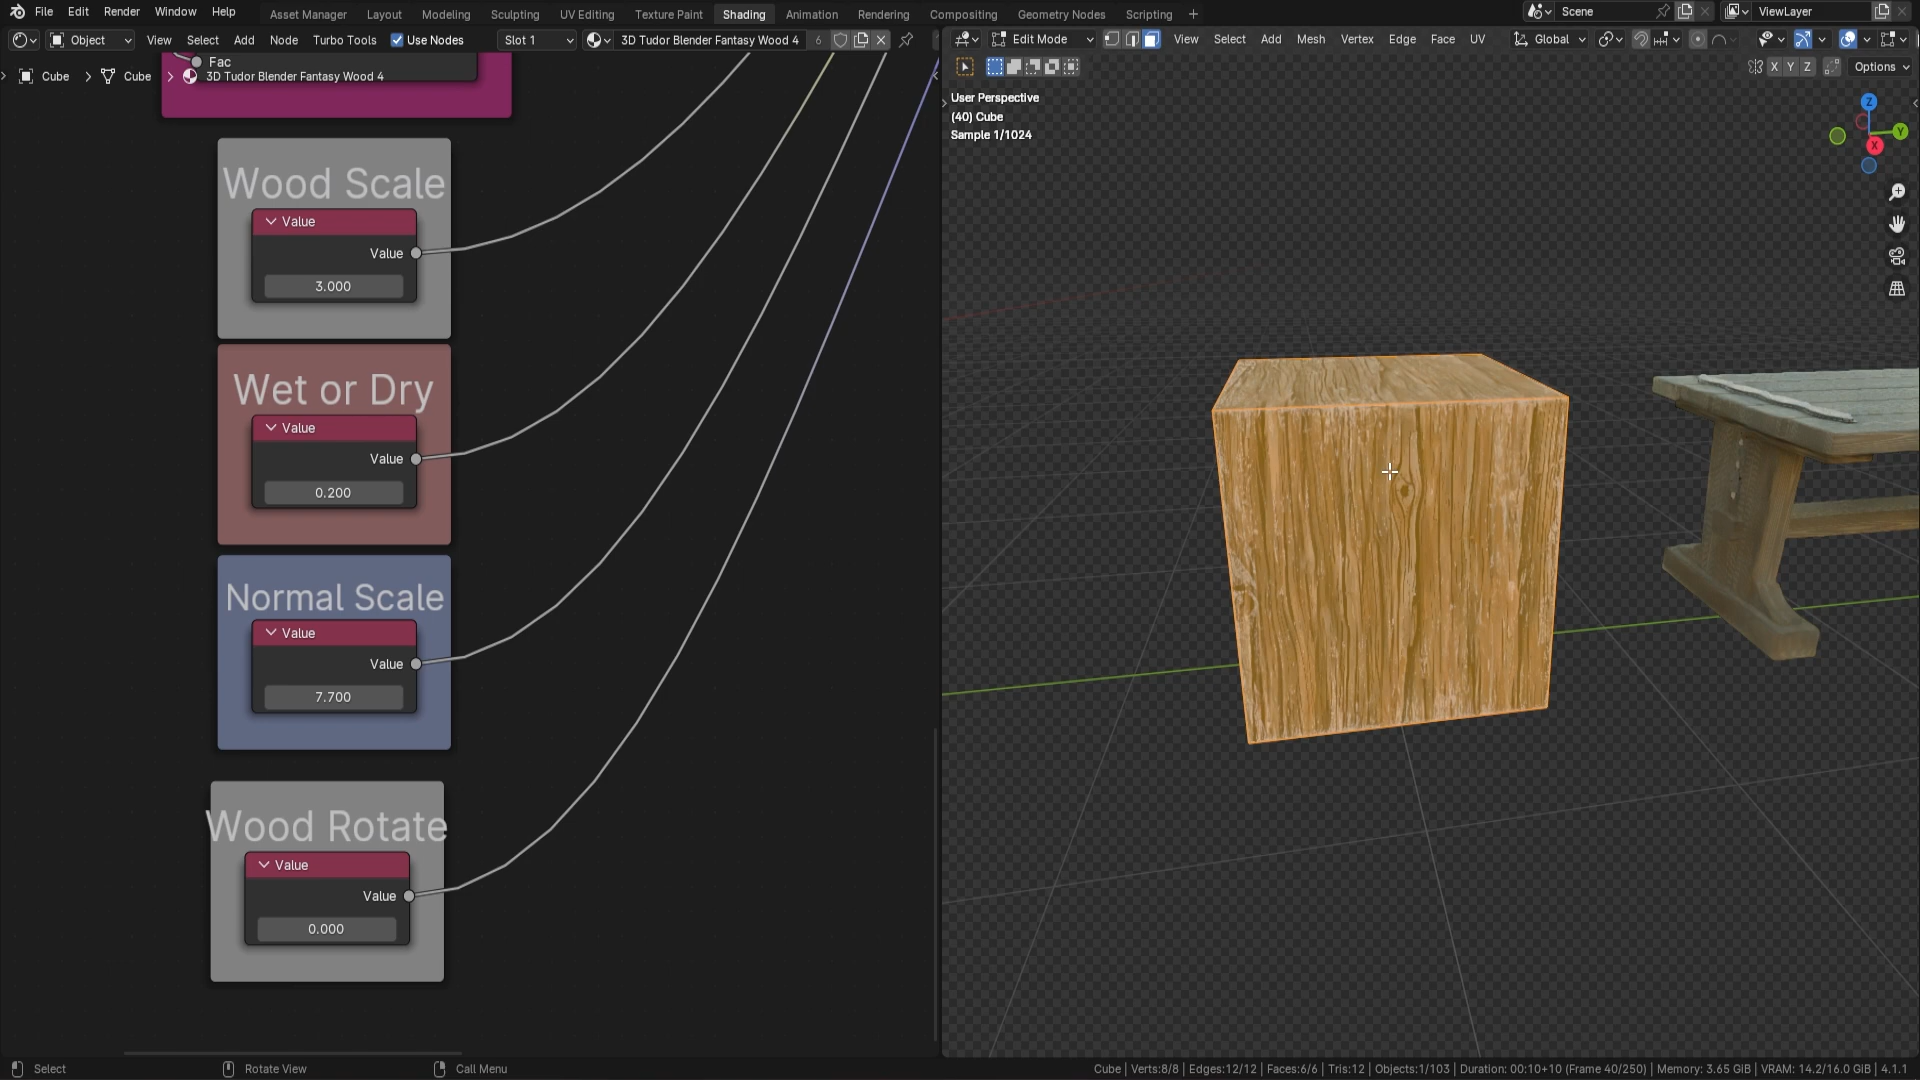 File Edit Render Window Help Asset Manager Layout Modeling Sculpting UV Editing Texture Paint Shading Animation Rendering Compositing Geometry Nodes Scripting + Scene ViewLayer
Object View Select Add Node Turbo Tools Use Nodes Slot 1 3D Tudor Blender Fantasy Wood 4 6
Edit Mode View Select Add Mesh Vertex Edge Face UV Global
X Y Z Options
Fac
Cube Cube 3D Tudor Blender Fantasy Wood 4
User Perspective
(40) Cube
Sample 1/1024
Z
Y
X
Wood Scale
Value
Value
3.000
Wet or Dry
Value
Value
0.200
Normal Scale
Value
Value
7.700
Wood Rotate
Value
Value
0.000
Select Rotate View Call Menu
Cube | Verts:8/8 | Edges:12/12 | Faces:6/6 | Tris:12 | Objects:1/103 | Duration: 00:10+10 (Frame 40/250) | Memory: 3.65 GiB | VRAM: 14.2/16.0 GiB | 4.1.1